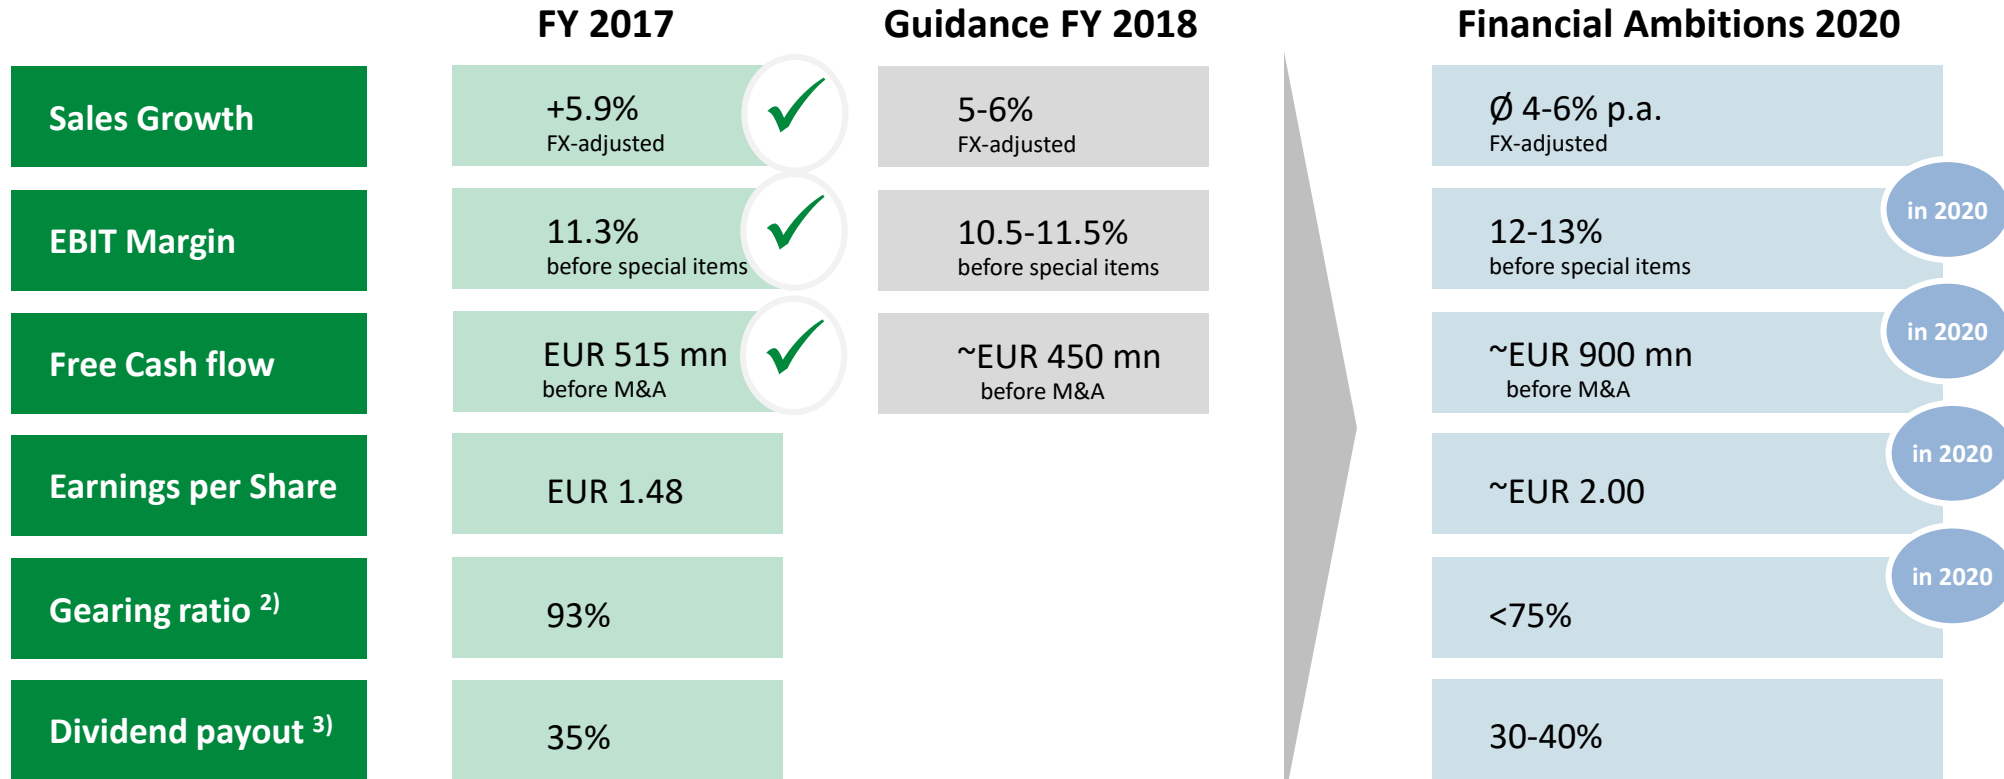 FY 2017 Guidance FY 2018 Financial Ambitions 2020
Sales Growth
+5.9%
FX-adjusted
5-6%
FX-adjusted
Ø 4-6% p.a.
FX-adjusted
EBIT Margin
11.3%
before special items
10.5-11.5%
before special items
12-13%
before special items
in 2020
Free Cash flow
EUR 515 mn
before M&A
~EUR 450 mn
before M&A
~EUR 900 mn
before M&A
in 2020
Earnings per Share
EUR 1.48
~EUR 2.00
in 2020
Gearing ratio 2)
93%
<75%
in 2020
Dividend payout 3)
35%
30-40%